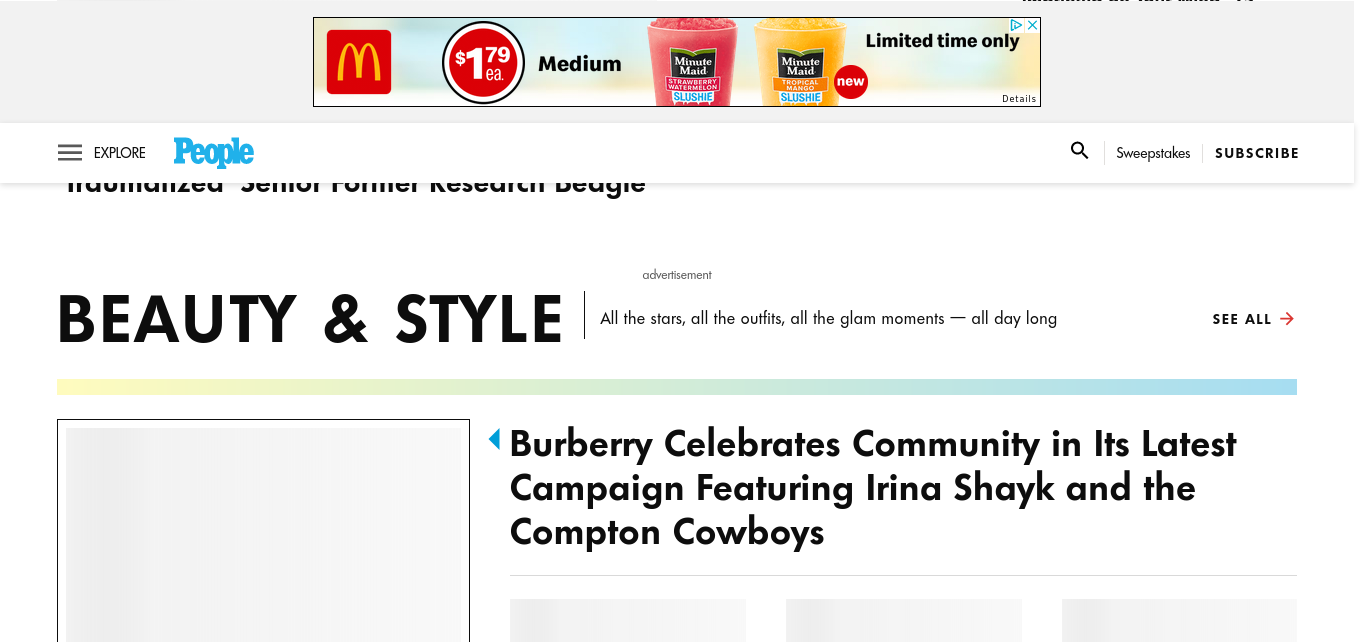 $1.79 ea.
Medium
Minute Maid
STRAWBERRY WATERMELON
SLUSHIE
Minute Maid
TROPICAL MANGO
SLUSHIE
new
Limited time only
Details
EXPLORE
People
Sweepstakes
SUBSCRIBE
Traumatized' Senior Former Research Beagle
advertisement
BEAUTY & STYLE
All the stars, all the outfits, all the glam moments — all day long
SEE ALL
Burberry Celebrates Community in Its Latest
Campaign Featuring Irina Shayk and the
Compton Cowboys